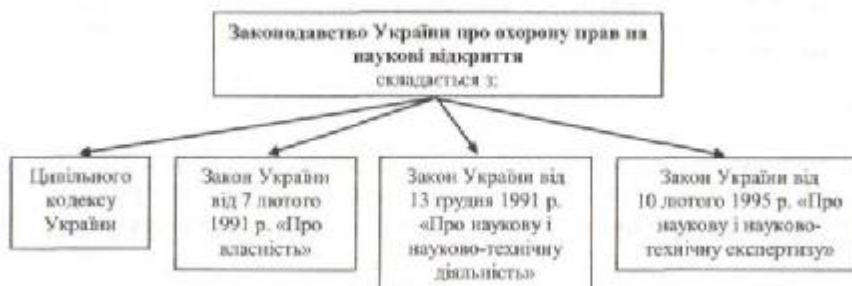 Законодавство України про охорону прав на
наукові відкриття
складається з:
Цивільного
кодексу
України
Закон України
від 7 лютого
1991 р. «Про
власність»
Закон України від
13 грудня 1991 р.
«Про наукову і
науково-технічну
діяльність»
Закон України від
10 лютого 1995 р. «Про
наукову і науково-
технічну експертизу»